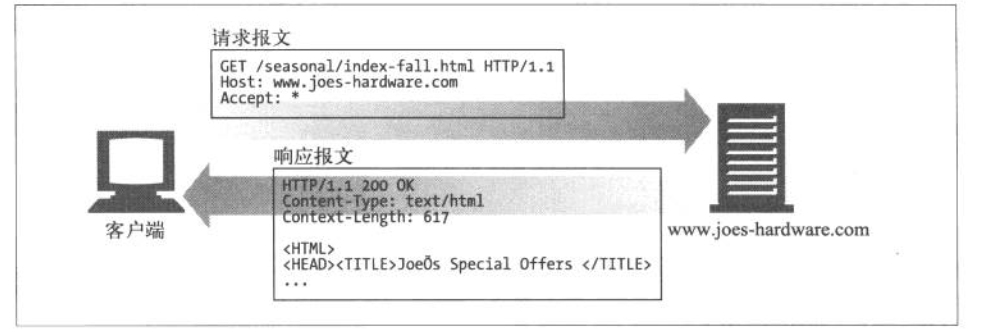 请求报文
GET /seasonal/index-fall.html HTTP/1.1
Host: www.joes-hardware.com
Accept: *
响应报文
HTTP/1.1 200 OK
Content-Type: text/html
Context-Length: 617
<HTML>
<HEAD><TITLE>JoeÕs Special Offers </TITLE>
...
客户端
www.joes-hardware.com